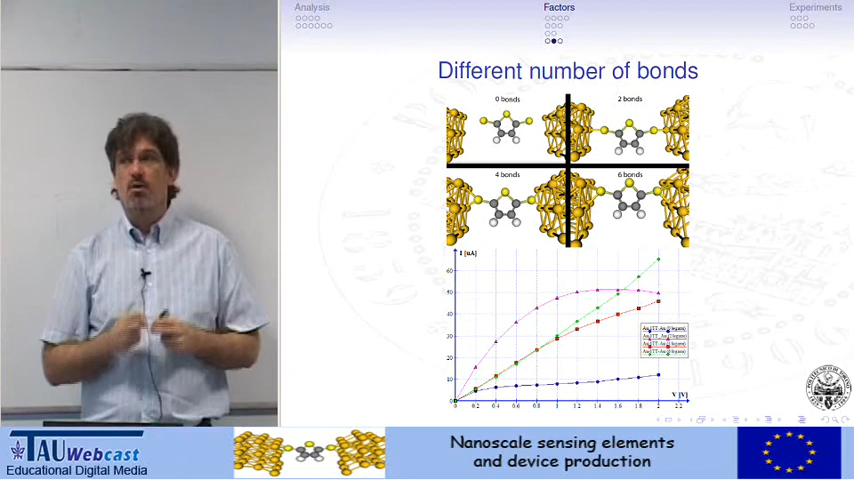 Analysis
Factors
Experiments
Different number of bonds
0 bonds
2 bonds
4 bonds
6 bonds
I [uA]
60
50
40
30
20
10
0
V [V]
0 0.2 0.4 0.6 0.8 1 1.2 1.4 1.6 1.8 2 2.2
TAU Webcast
Educational Digital Media
Nanoscale sensing elements
and device production